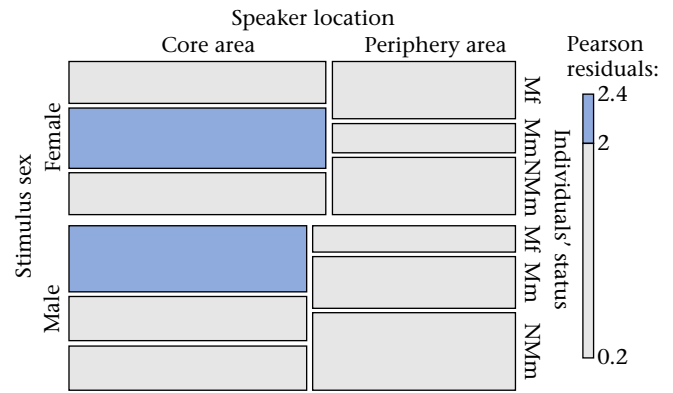 Speaker location
Core area
Periphery area
Pearson
residuals:
2.4
2
0.2
Stimulus sex
Female
Male
Mf
Mm
NMm
Mf
Mm
NMm
Individuals' status